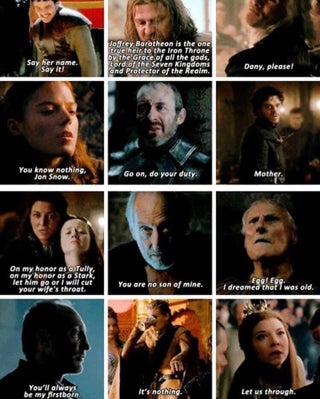 Say her name.
Say it!
Joffrey Baratheon is the one
true heir to the Iron Throne
by the Grace of all the gods,
Lord of the Seven Kingdoms
and Protector of the Realm.
Dany, please!
You know nothing,
Jon Snow.
Go on, do your duty.
Mother.
On my honor as a Tully,
on my honor as a Stark,
let him go or I will cut
your wife's throat.
You are no son of mine.
Egg! Egg,
I dreamed that I was old.
You'll always
be my firstborn.
It's nothing.
Let us through.